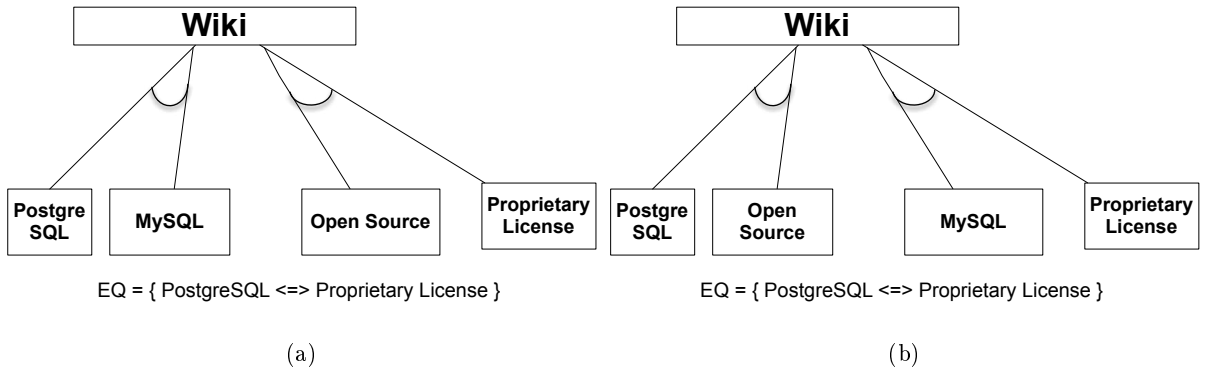 Wiki
Postgre
SQL
MySQL
Open Source
Proprietary
License
EQ = { PostgreSQL <=> Proprietary License }
(a)
Wiki
Postgre
SQL
Open
Source
MySQL
Proprietary
License
EQ = { PostgreSQL <=> Proprietary License }
(b)